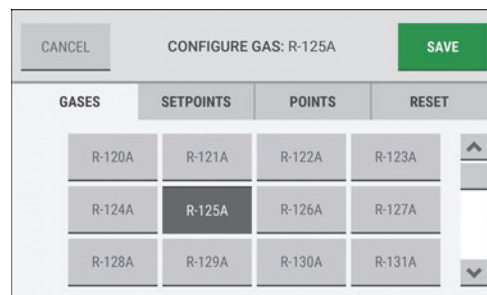 CANCEL CONFIGURE GAS: R-125A SAVE
GASES SETPOINTS POINTS RESET
R-120A R-121A R-122A R-123A
R-124A R-125A R-126A R-127A
R-128A R-129A R-130A R-131A